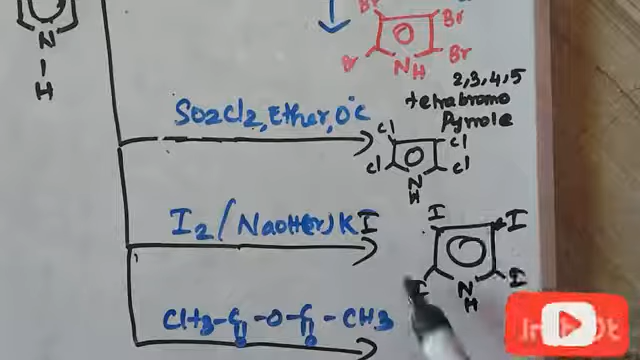 Br
Br
Br
Br
NH
N
H
2,3,4,5
tetrabromo
Pyrrole
SO2Cl2, Ether, 0°C
Cl
Cl
Cl
Cl
N
H
I2 / NaOH (or) KI
I
I
I
I
N
H
CH3-C-O-C-CH3
O
O